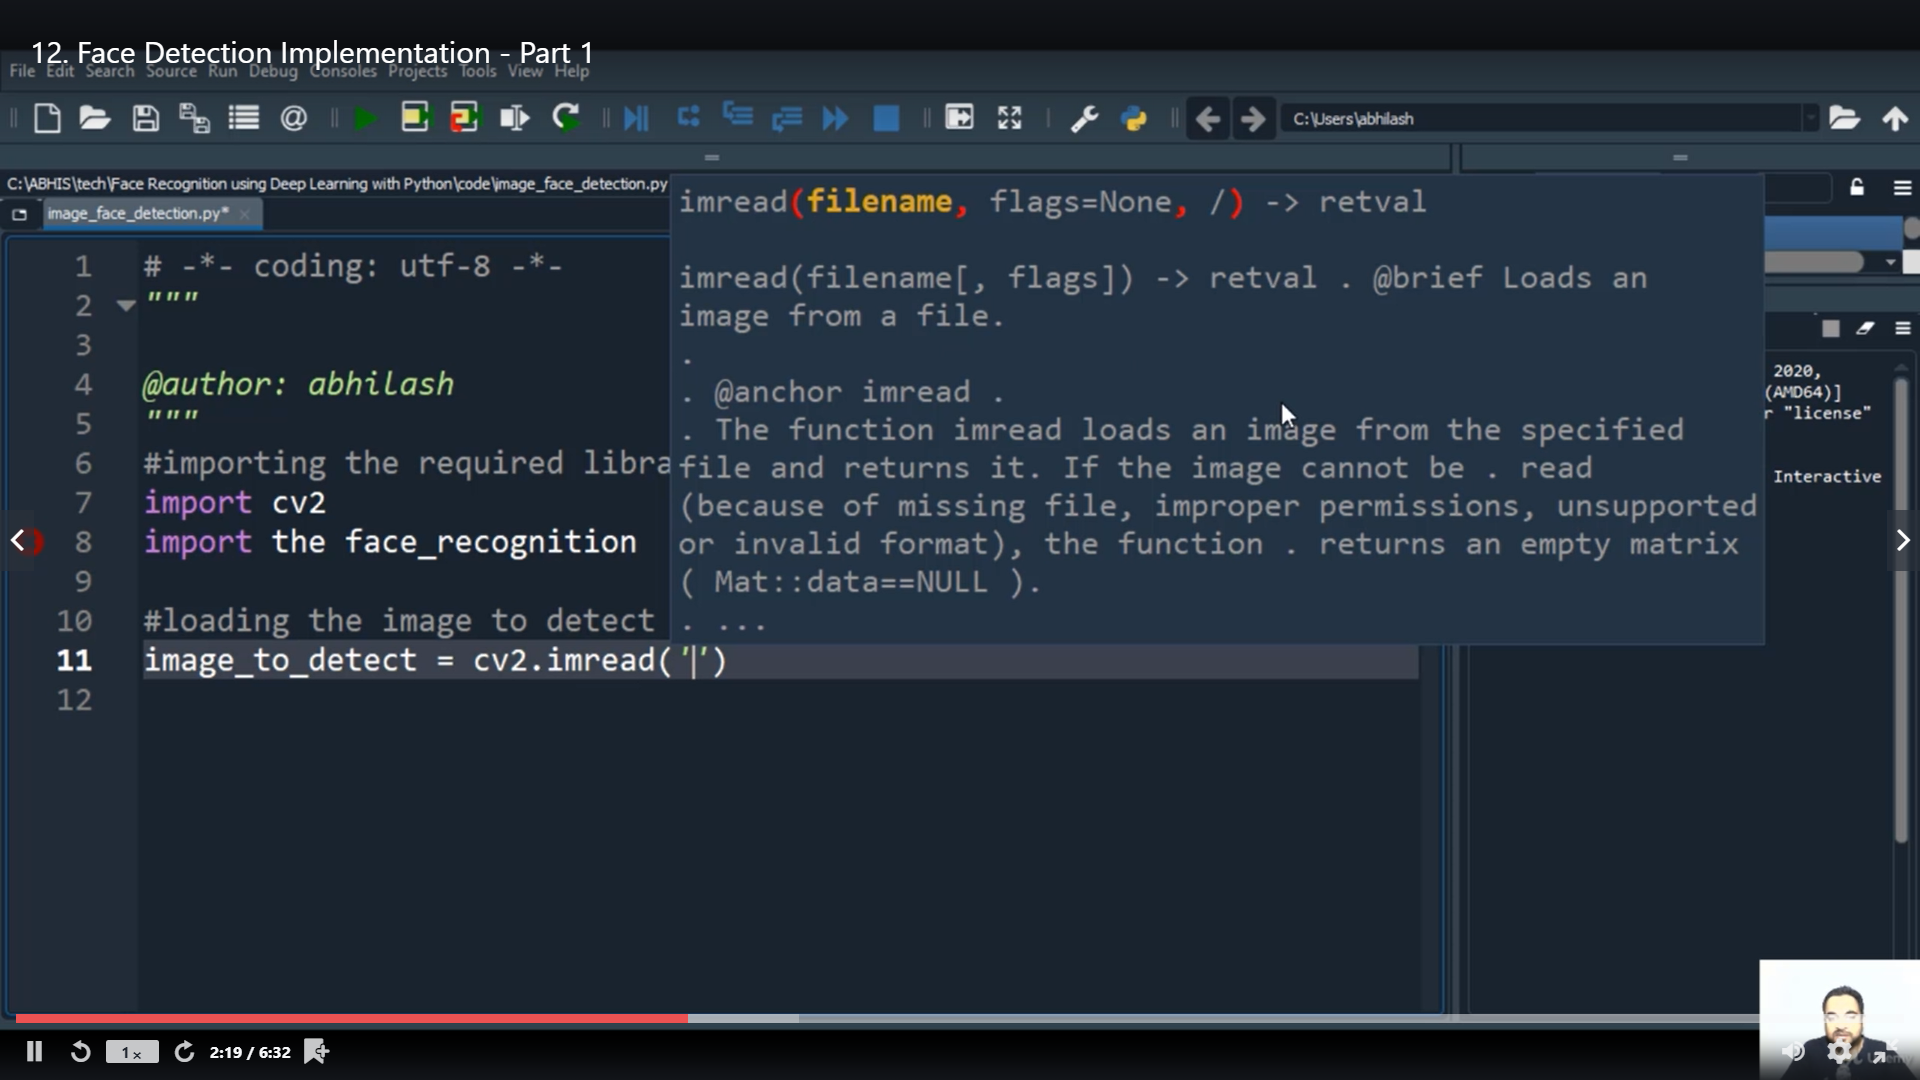 12. Face Detection Implementation - Part 1
File Edit Search Source Run Debug Consoles Projects Tools View Help
C:\Users\abhilash
C:\ABHIS\tech\Face Recognition using Deep Learning with Python\code\image_face_detection.py
image_face_detection.py*
1 # -*- coding: utf-8 -*-
2 """
3
4 @author: abhilash
5 """
6 #importing the required libra
7 import cv2
8 import the face_recognition
9
10 #loading the image to detect
11 image_to_detect = cv2.imread('')
12
imread(filename, flags=None, /) -> retval
imread(filename[, flags]) -> retval . @brief Loads an
image from a file.
.
. @anchor imread .
. The function imread loads an image from the specified
file and returns it. If the image cannot be . read
(because of missing file, improper permissions, unsupported
or invalid format), the function . returns an empty matrix
( Mat::data==NULL ).
. ...
2020,
(AMD64)]
r "license"
Interactive
1x
2:19 / 6:32